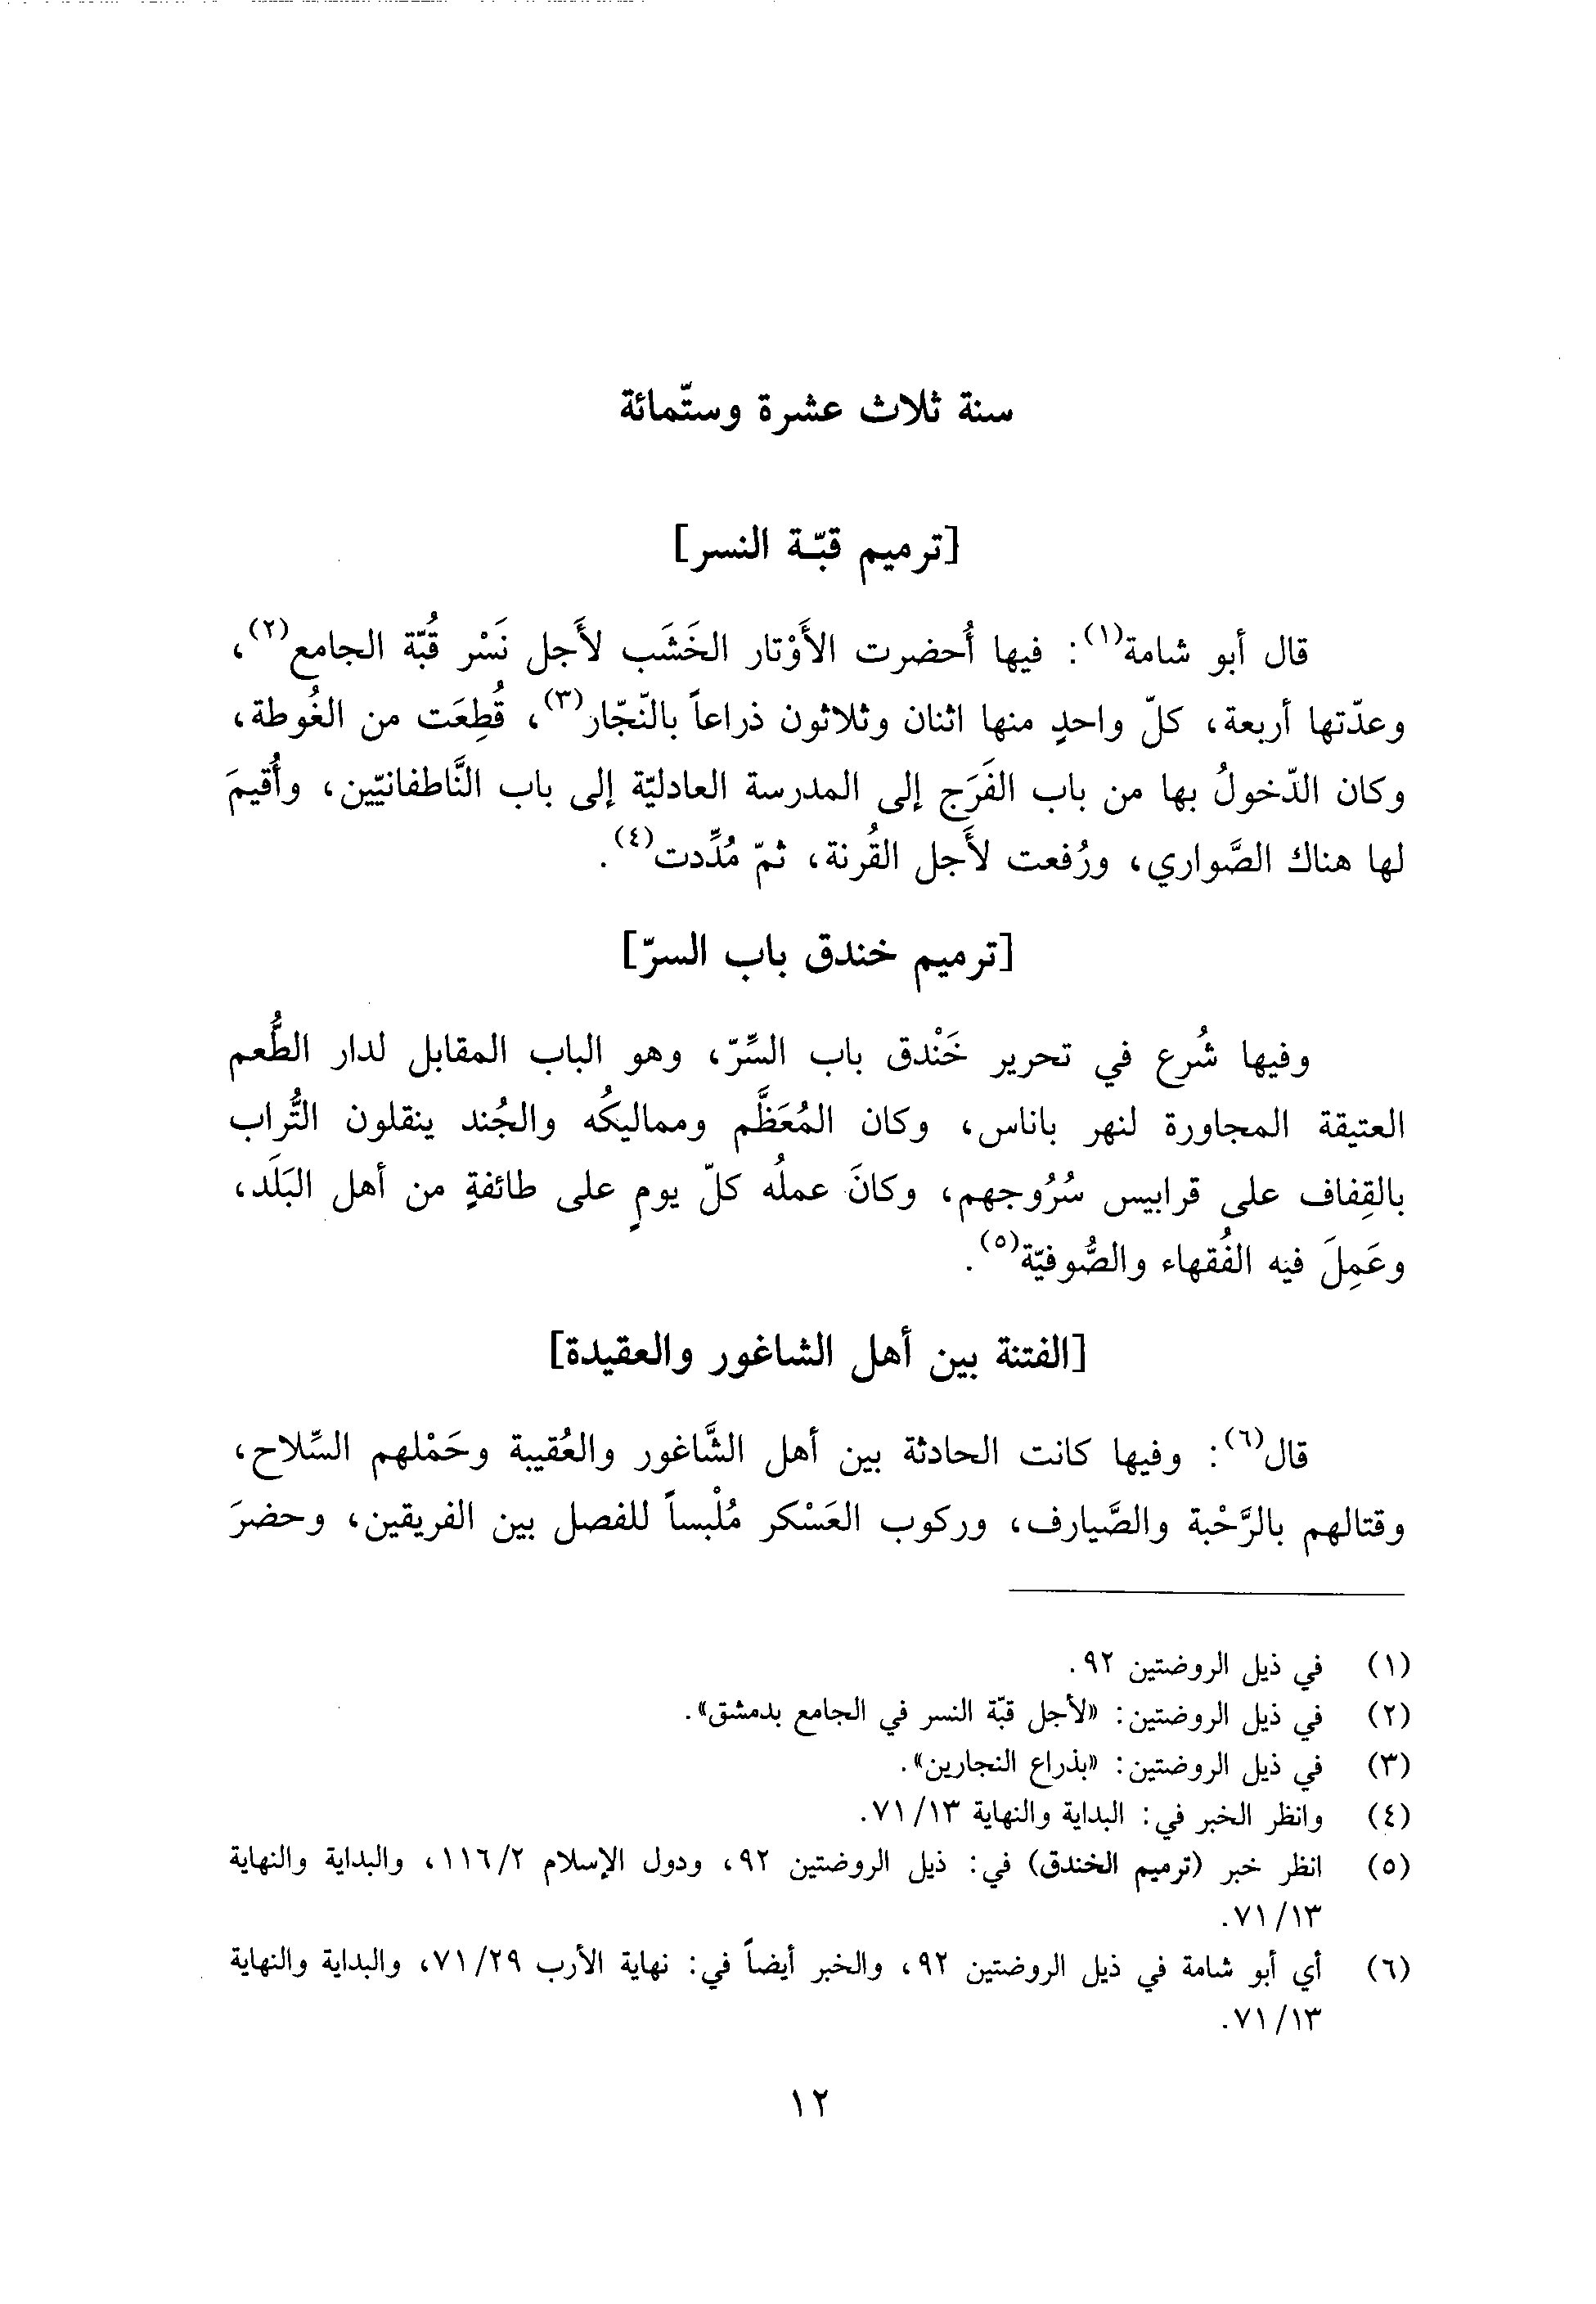 سنة ثلاث عشرة وستّمائة
[ترميم قبّـة النسر]
قال أبو شامة(١): فيها أُحضرت الأَوْتار الخَشَب لأَجل نَسْر قُبّة الجامع(٢)،
وعدّتها أربعة، كلّ واحدٍ منها اثنان وثلاثون ذراعاً بالنّجّار(٣)، قُطِعَت من الغُوطة،
وكان الدّخولُ بها من باب الفَرَج إلى المدرسة العادليّة إلى باب النَّاطفانيّين، وأُقيمَ
لها هناك الصَّواري، ورُفعت لأَجل القُرنة، ثمّ مُدِّدت(٤).
[ترميم خندق باب السرّ]
وفيها شُرع في تحرير خَنْدق باب السِّرّ، وهو الباب المقابل لدار الطُّعم
العتيقة المجاورة لنهر باناس، وكان المُعَظَّم ومماليكُه والجُند ينقلون التُّراب
بالقِفاف على قرابيس سُرُوجهم، وكانَ عملُه كلّ يومٍ على طائفةٍ من أهل البَلَد،
وعَمِلَ فيه الفُقهاء والصُّوفيّة(٥).
[الفتنة بين أهل الشاغور والعقيدة]
قال(٦): وفيها كانت الحادثة بين أهل الشَّاغور والعُقيبة وحَمْلهم السِّلاح،
وقتالهم بالرَّحْبة والصَّيارف، وركوب العَسْكر مُلْبساً للفصل بين الفريقين، وحضرَ
(١) في ذيل الروضتين ٩٢.
(٢) في ذيل الروضتين: «لأجل قبّة النسر في الجامع بدمشق».
(٣) في ذيل الروضتين: «بذراع النجارين».
(٤) وانظر الخبر في: البداية والنهاية ٧١/١٣.
(٥) انظر خبر (ترميم الخندق) في: ذيل الروضتين ٩٢، ودول الإسلام ١١٦/٢، والبداية والنهاية
٧١/١٣.
(٦) أي أبو شامة في ذيل الروضتين ٩٢، والخبر أيضاً في: نهاية الأرب ٧١/٢٩، والبداية والنهاية
٧١/١٣.
١٢